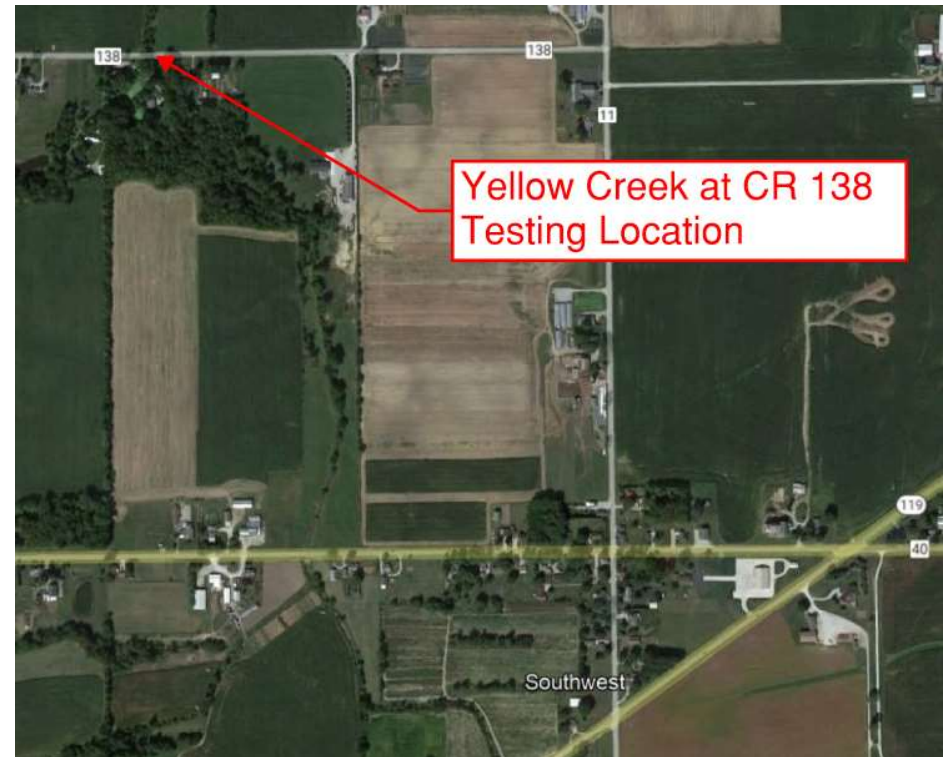 138
138
11
Yellow Creek at CR 138
Testing Location
119
40
Southwest